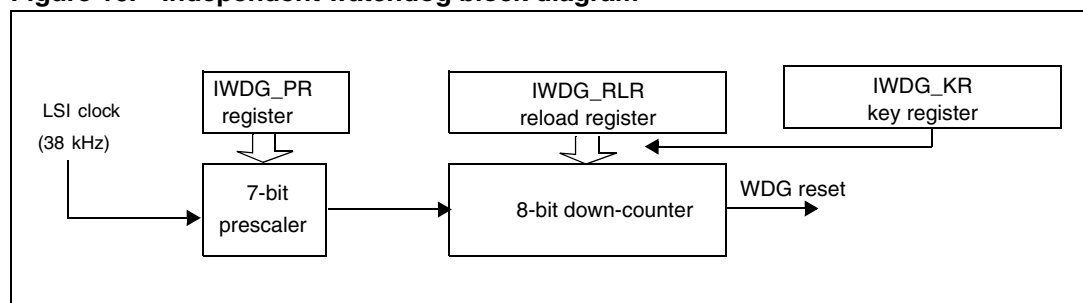 Figure Independent watchdog block diagram
IWDG_PR
register
IWDG_RLR
reload register
IWDG_KR
key register
LSI clock
(38 kHz)
7-bit
prescaler
8-bit down-counter
WDG reset